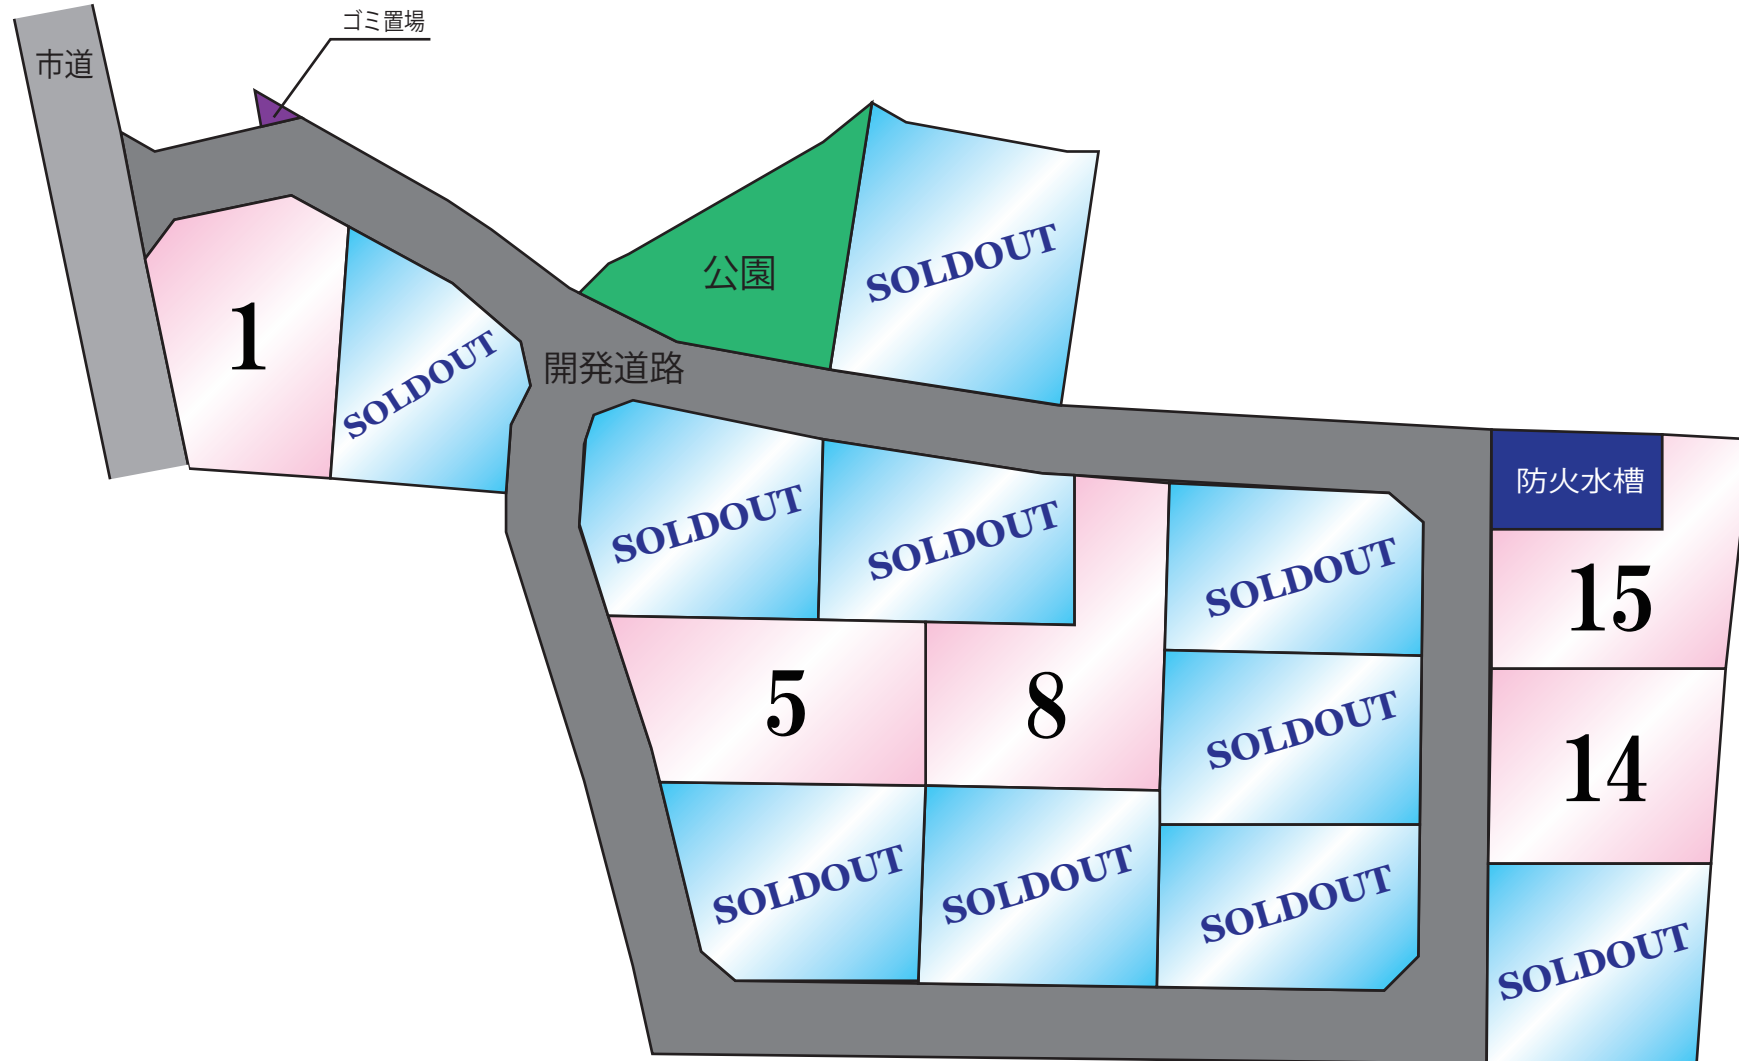 ゴミ置場
市道
公園
SOLDOUT
1
SOLDOUT
開発道路
防火水槽
SOLDOUT
SOLDOUT
SOLDOUT
15
5
8
SOLDOUT
14
SOLDOUT
SOLDOUT
SOLDOUT
SOLDOUT